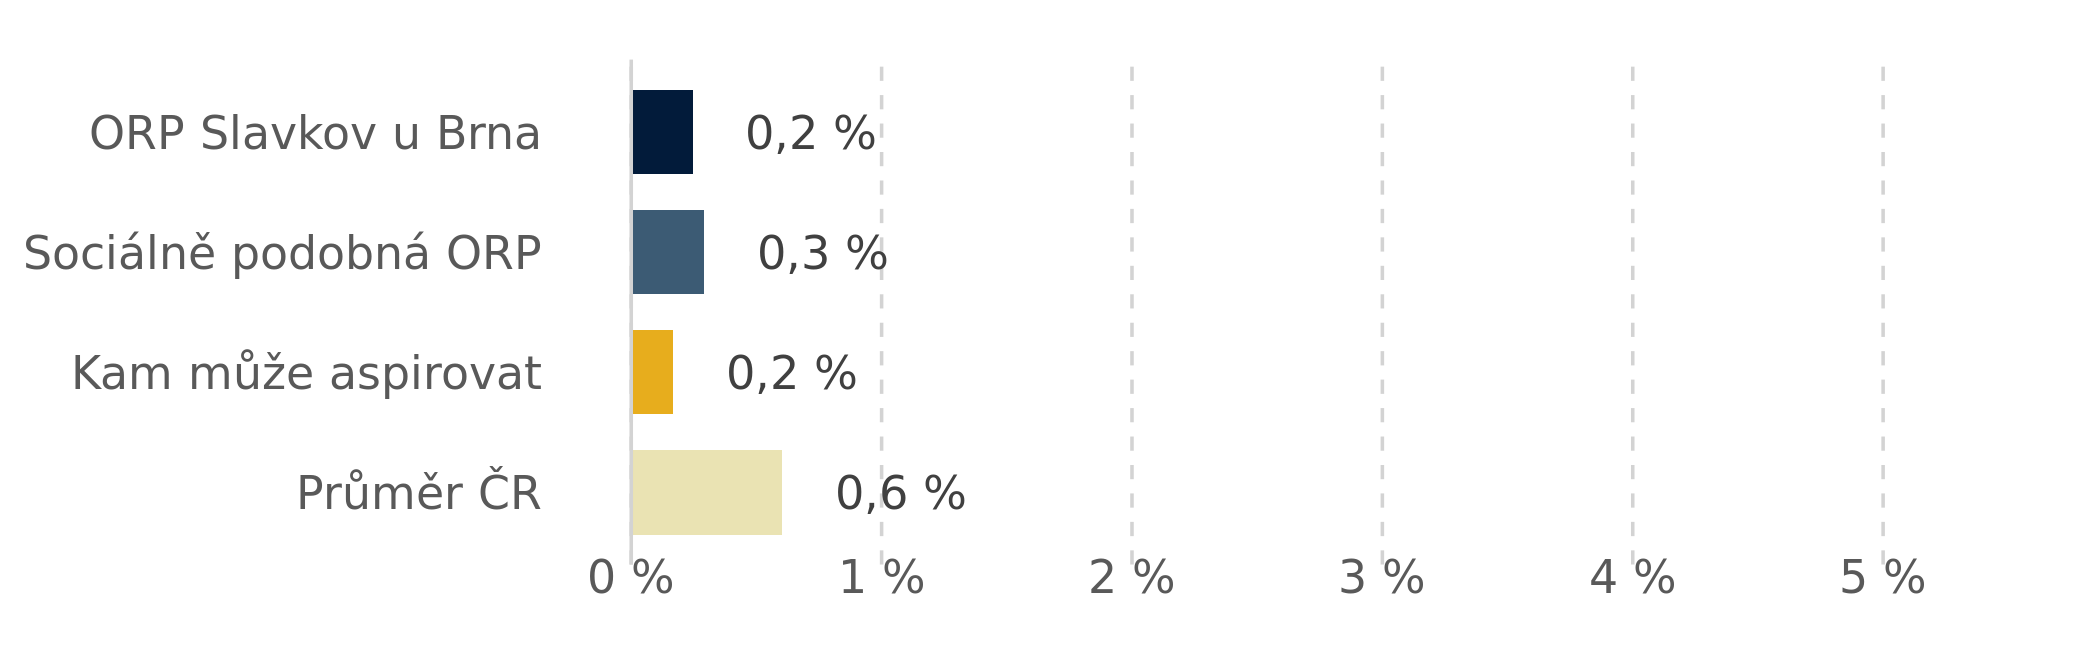 ORP Slavkov u Brna 0,2 %
Sociálně podobná ORP 0,3 %
Kam může aspirovat 0,2 %
Průměr ČR 0,6 %
0 % 1 % 2 % 3 % 4 % 5 %